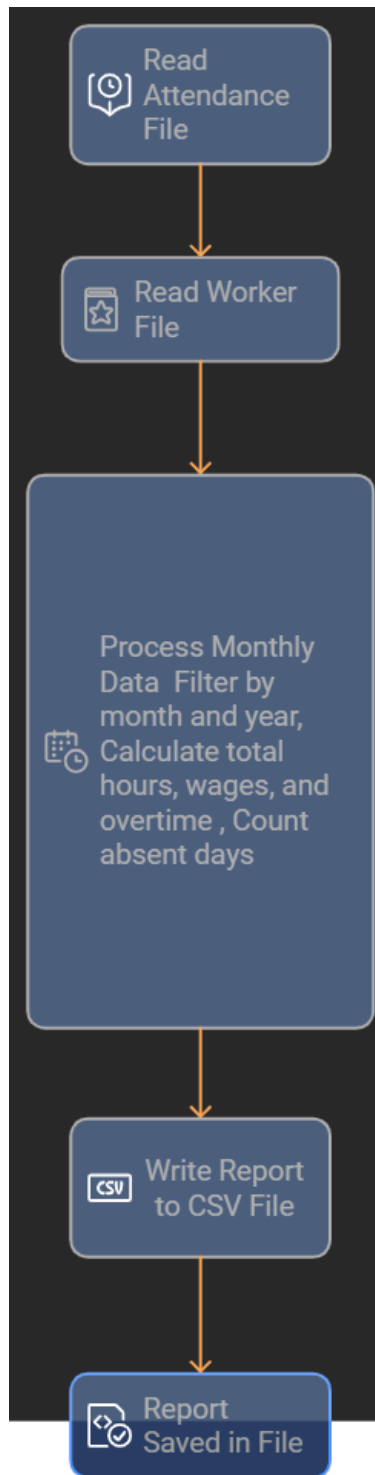 Read
Attendance
File
Read Worker
File
Process Monthly
Data  Filter by
month and year,
Calculate total
hours, wages, and
overtime , Count
absent days
CSV
Write Report
to CSV File
Report
Saved in File